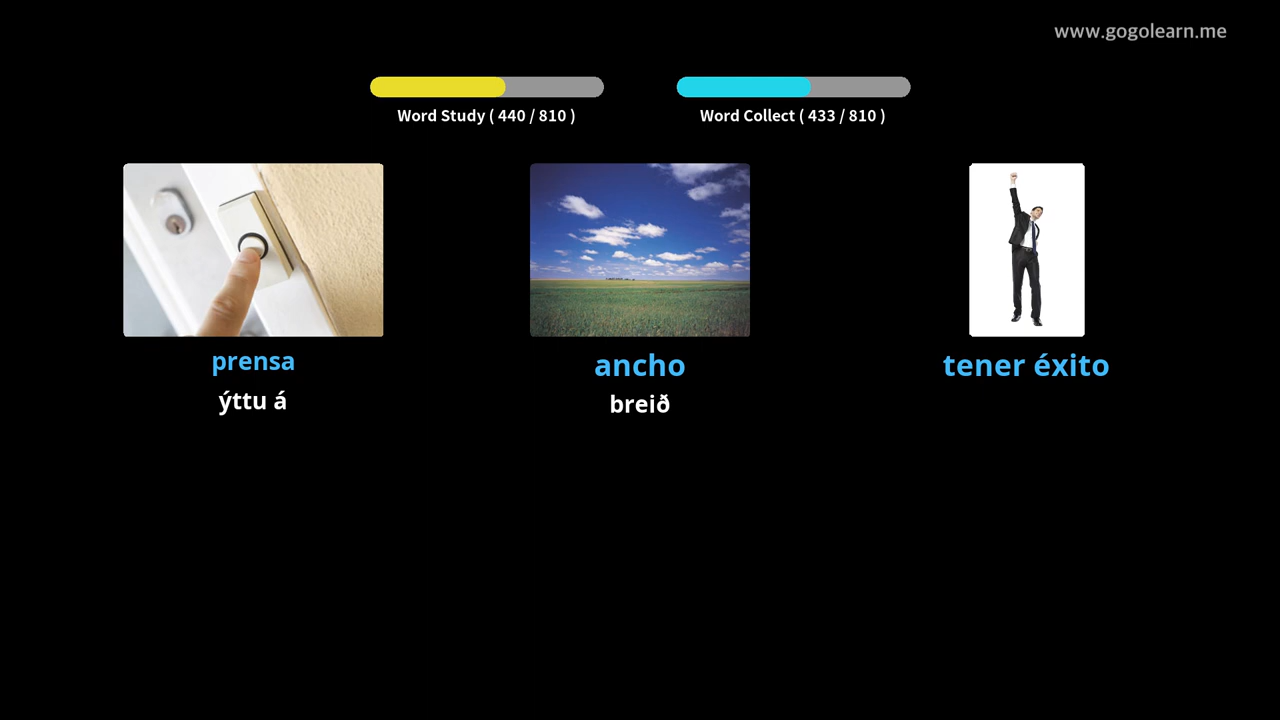 www.gogolearn.me
Word Study ( 440 / 810 )
Word Collect ( 433 / 810 )
prensa
ýttu á
ancho
breið
tener éxito